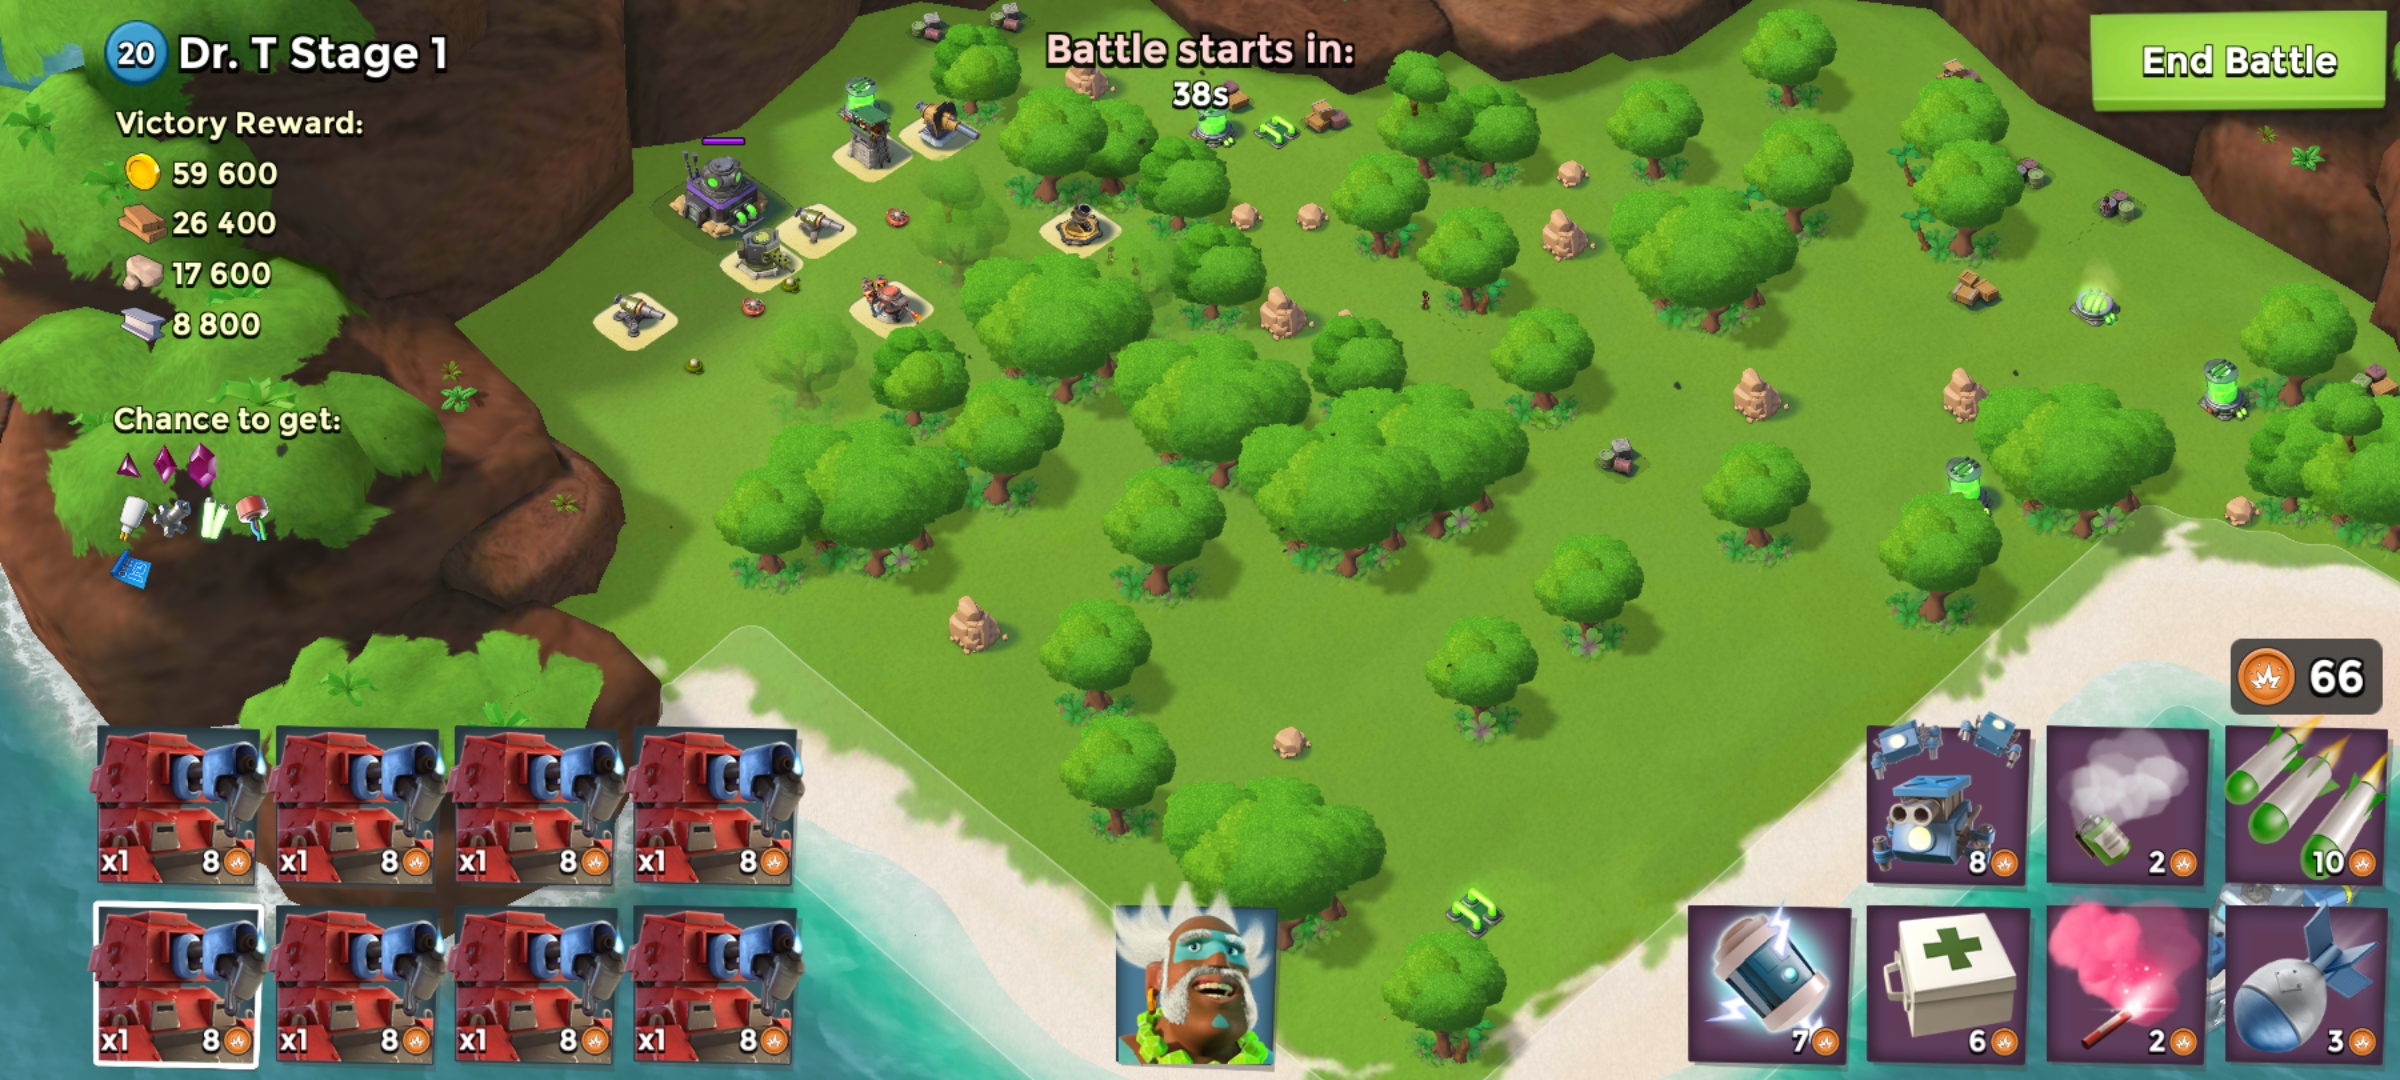 20 Dr. T Stage 1
Battle starts in:
38s
End Battle
Victory Reward:
59 600
26 400
17 600
8 800
Chance to get:
66
x1 8 x1 8 x1 8 x1 8
8 2 10
x1 8 x1 8 x1 8 x1 8
7 6 2 3